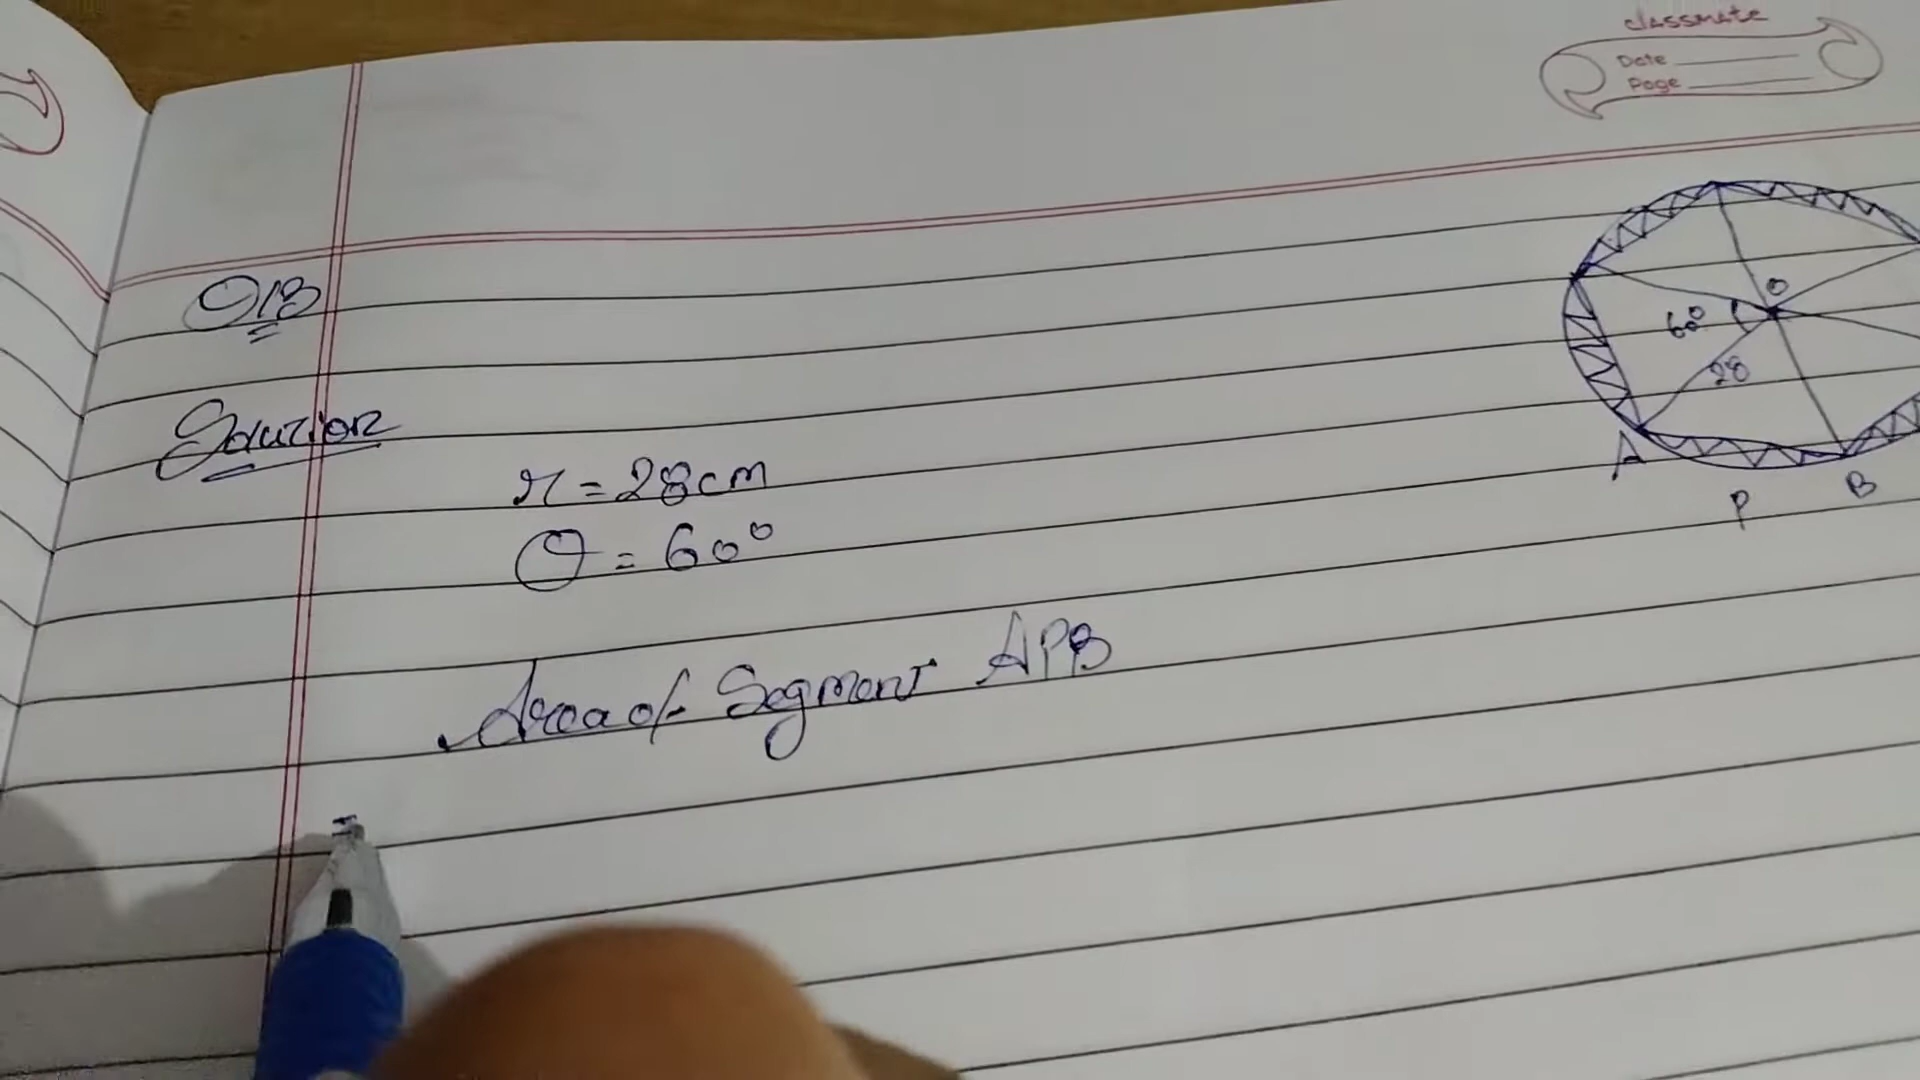 classmate
Date
Page
Q13
Solution
r = 28cm
θ = 60°
Area of Segment APB
=
O
60°
28
A
P
B